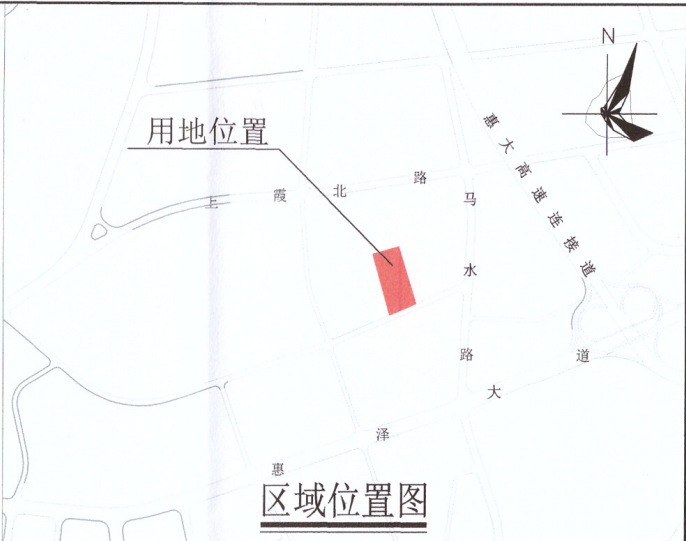 N
用地位置
惠大高速连接道
上霞北路
马水路
惠泽大道
区域位置图